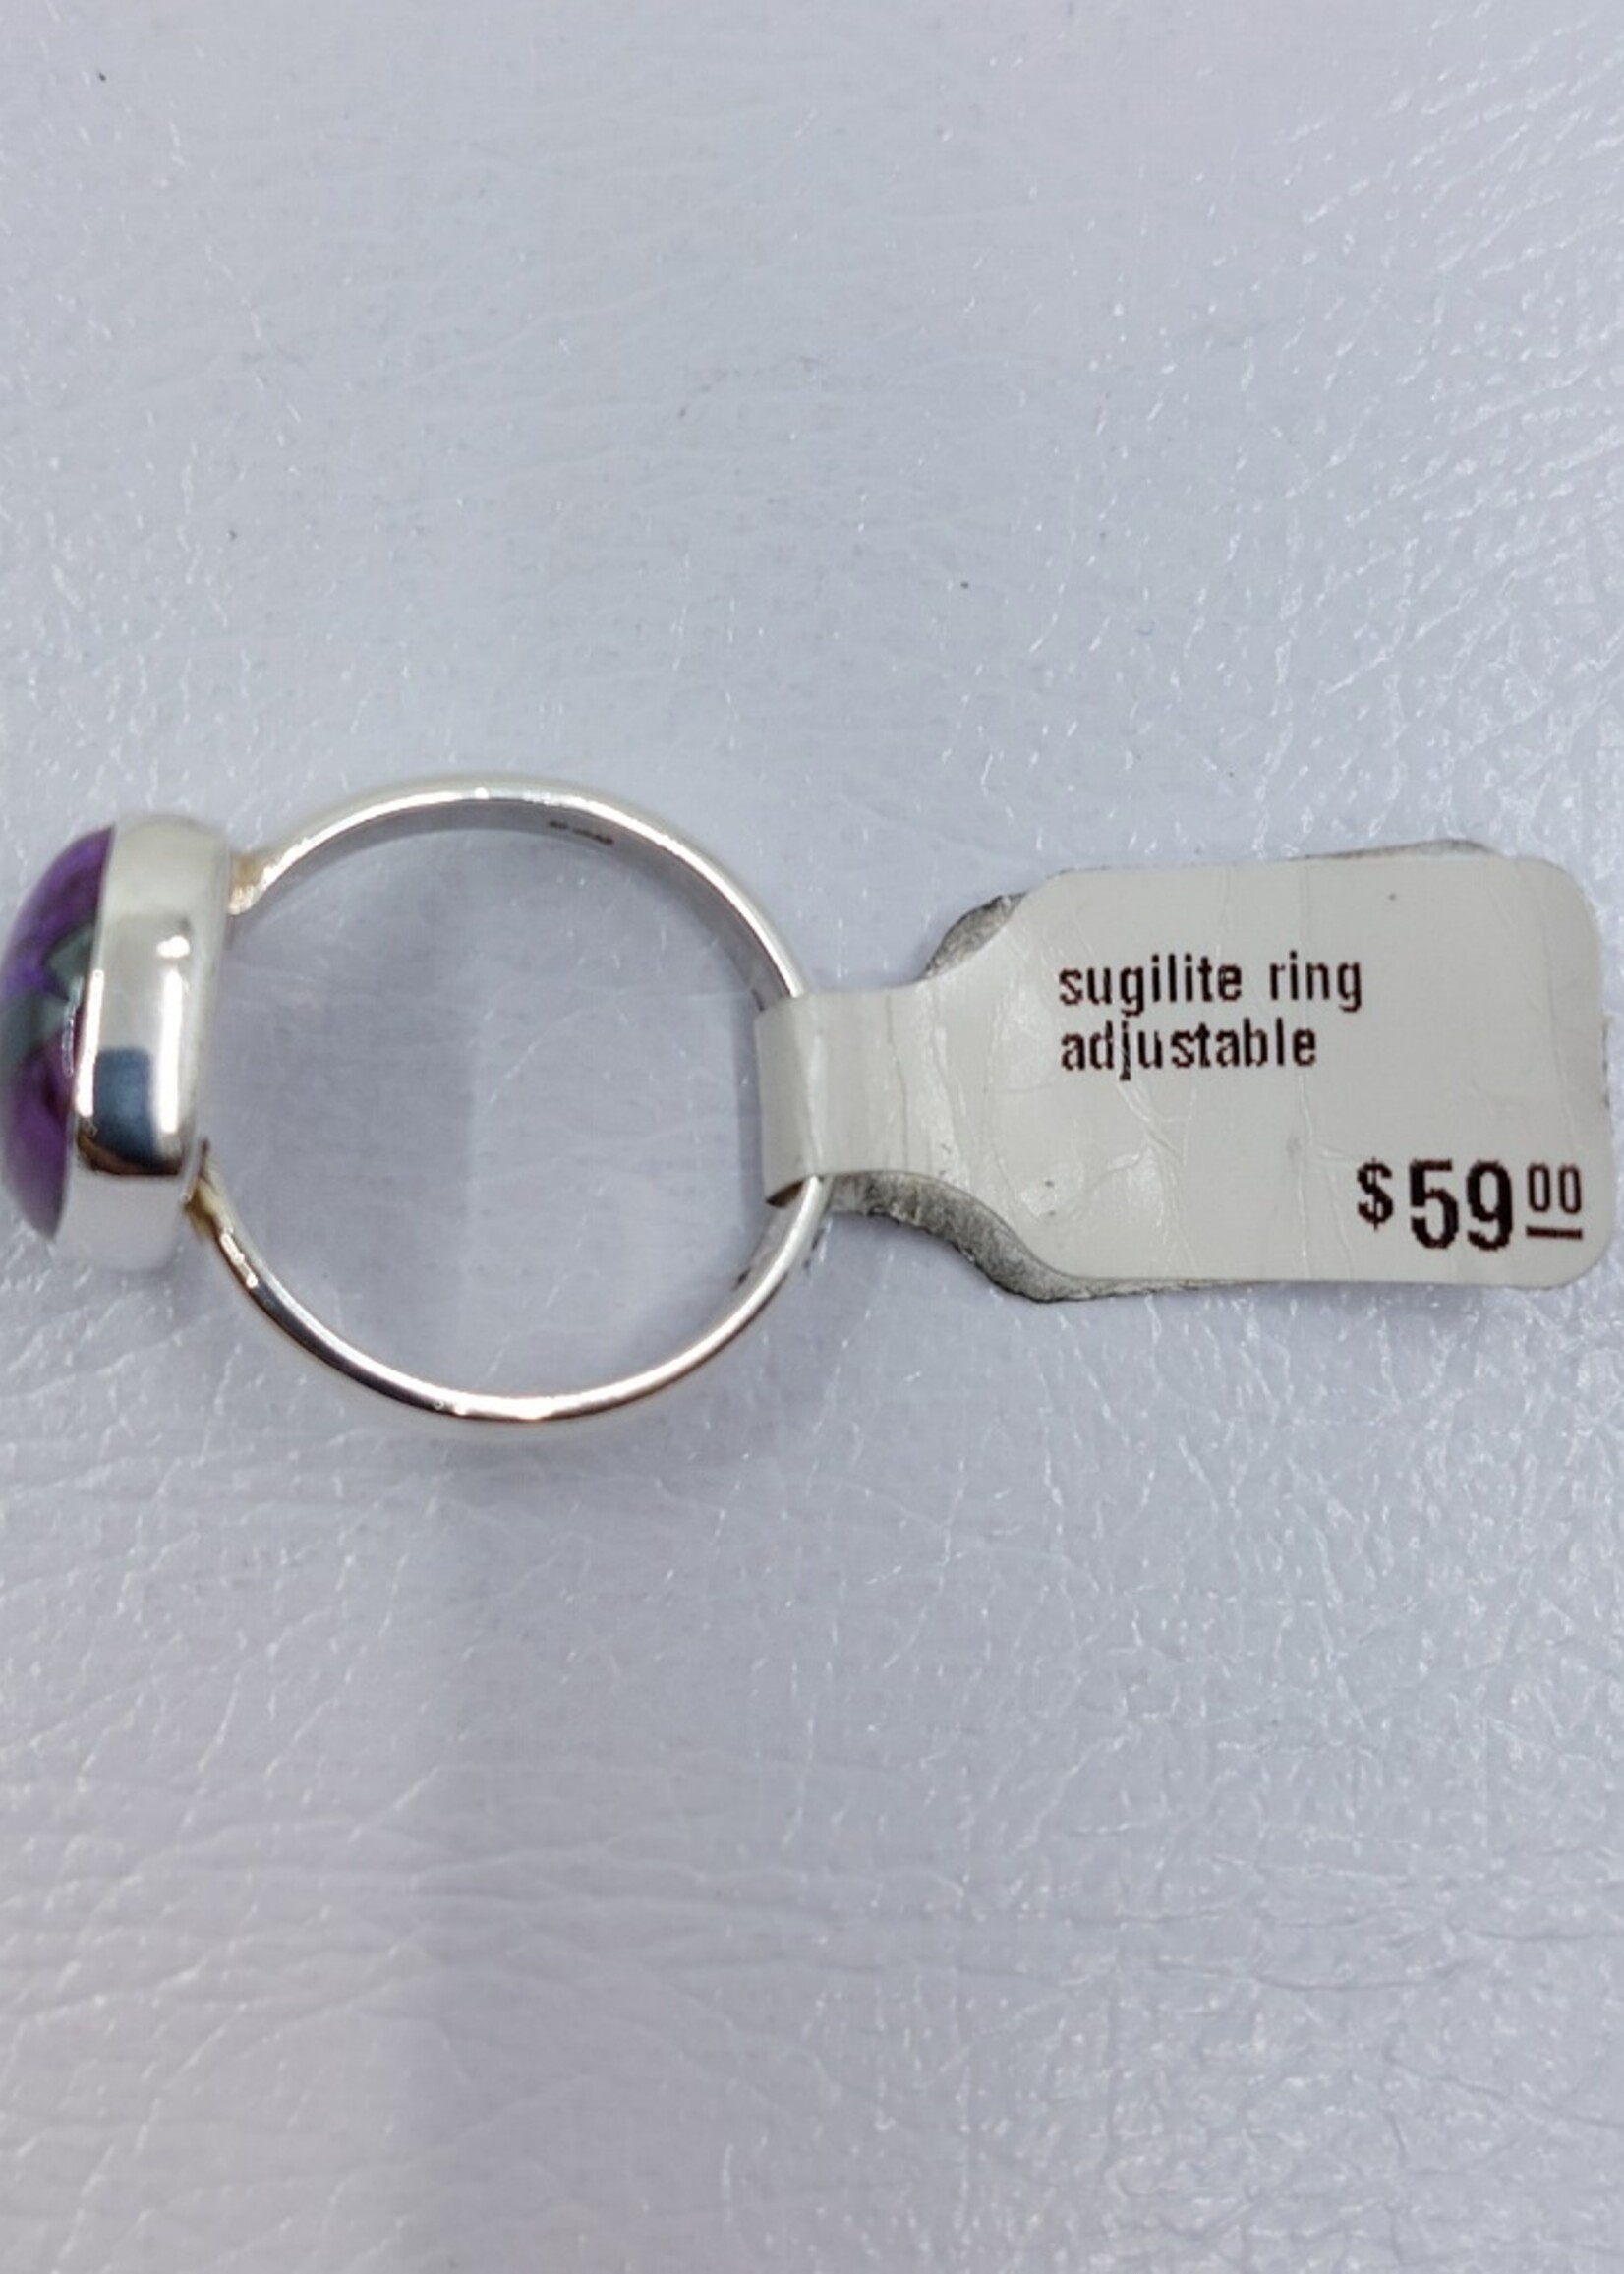 sugilite ring
adjustable
$59 00